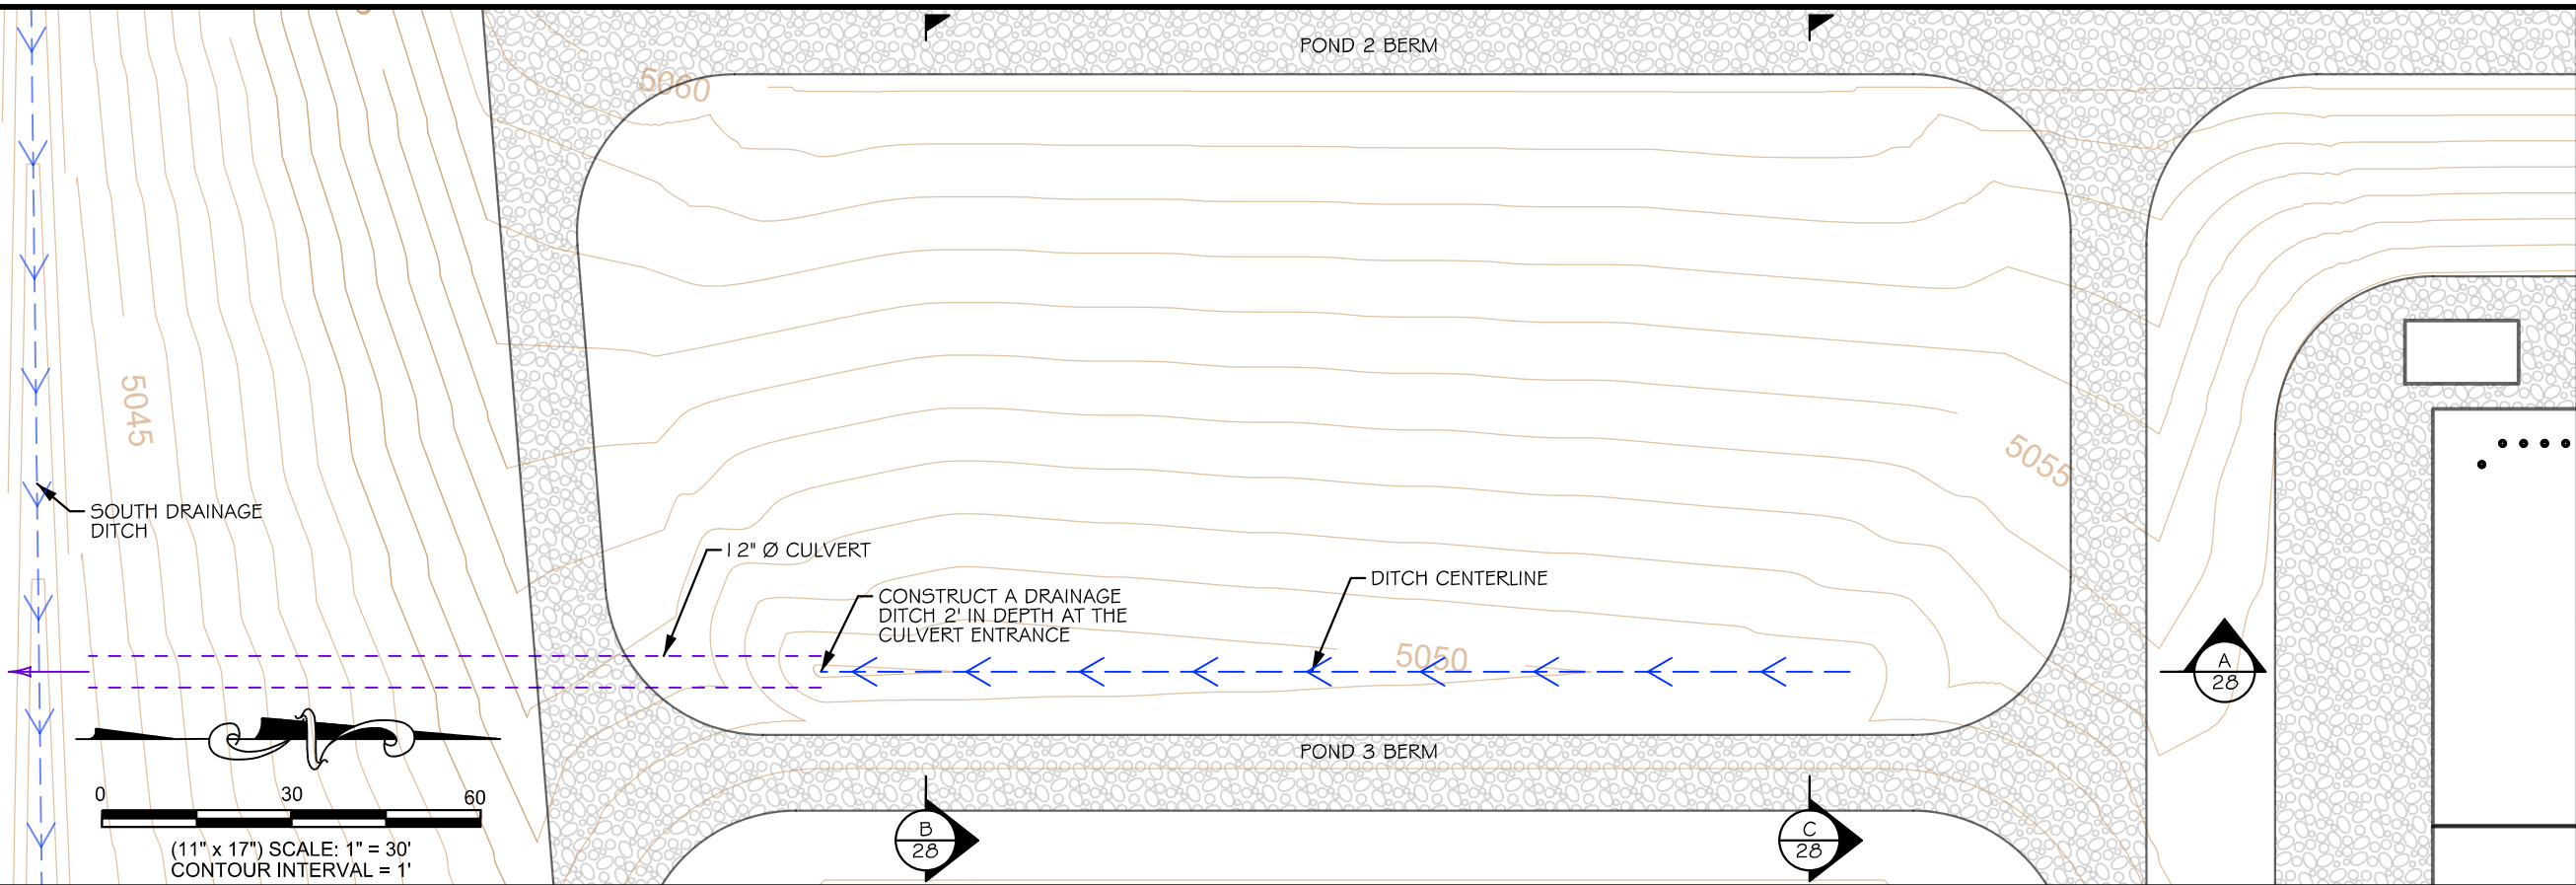 POND 2 BERM
5060
5045
5055
SOUTH DRAINAGE
DITCH
12" Ø CULVERT
CONSTRUCT A DRAINAGE
DITCH 2' IN DEPTH AT THE
CULVERT ENTRANCE
DITCH CENTERLINE
5050
A
28
POND 3 BERM
0 30 60
(11" x 17") SCALE: 1" = 30'
CONTOUR INTERVAL = 1'
B
28
C
28